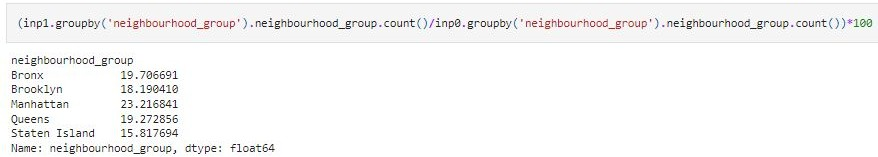 (inp1.groupby('neighbourhood_group').neighbourhood_group.count()/inp0.groupby('neighbourhood_group').neighbourhood_group.count())*100
neighbourhood_group
Bronx 19.706691
Brooklyn 18.190410
Manhattan 23.216841
Queens 19.272856
Staten Island 15.817694
Name: neighbourhood_group, dtype: float64